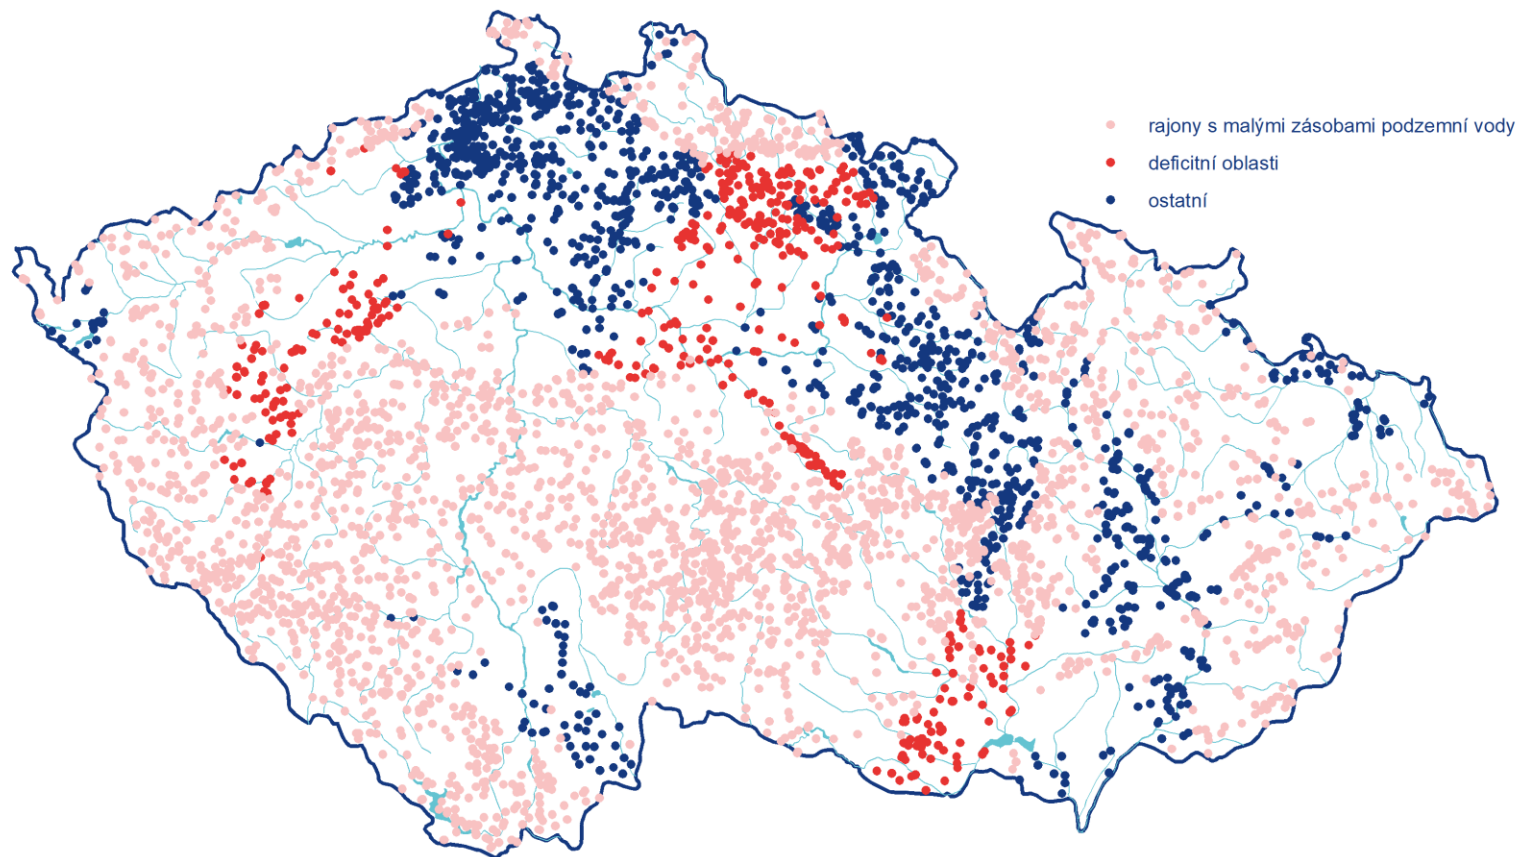 rajony s malými zásobami podzemní vody
deficitní oblasti
ostatní